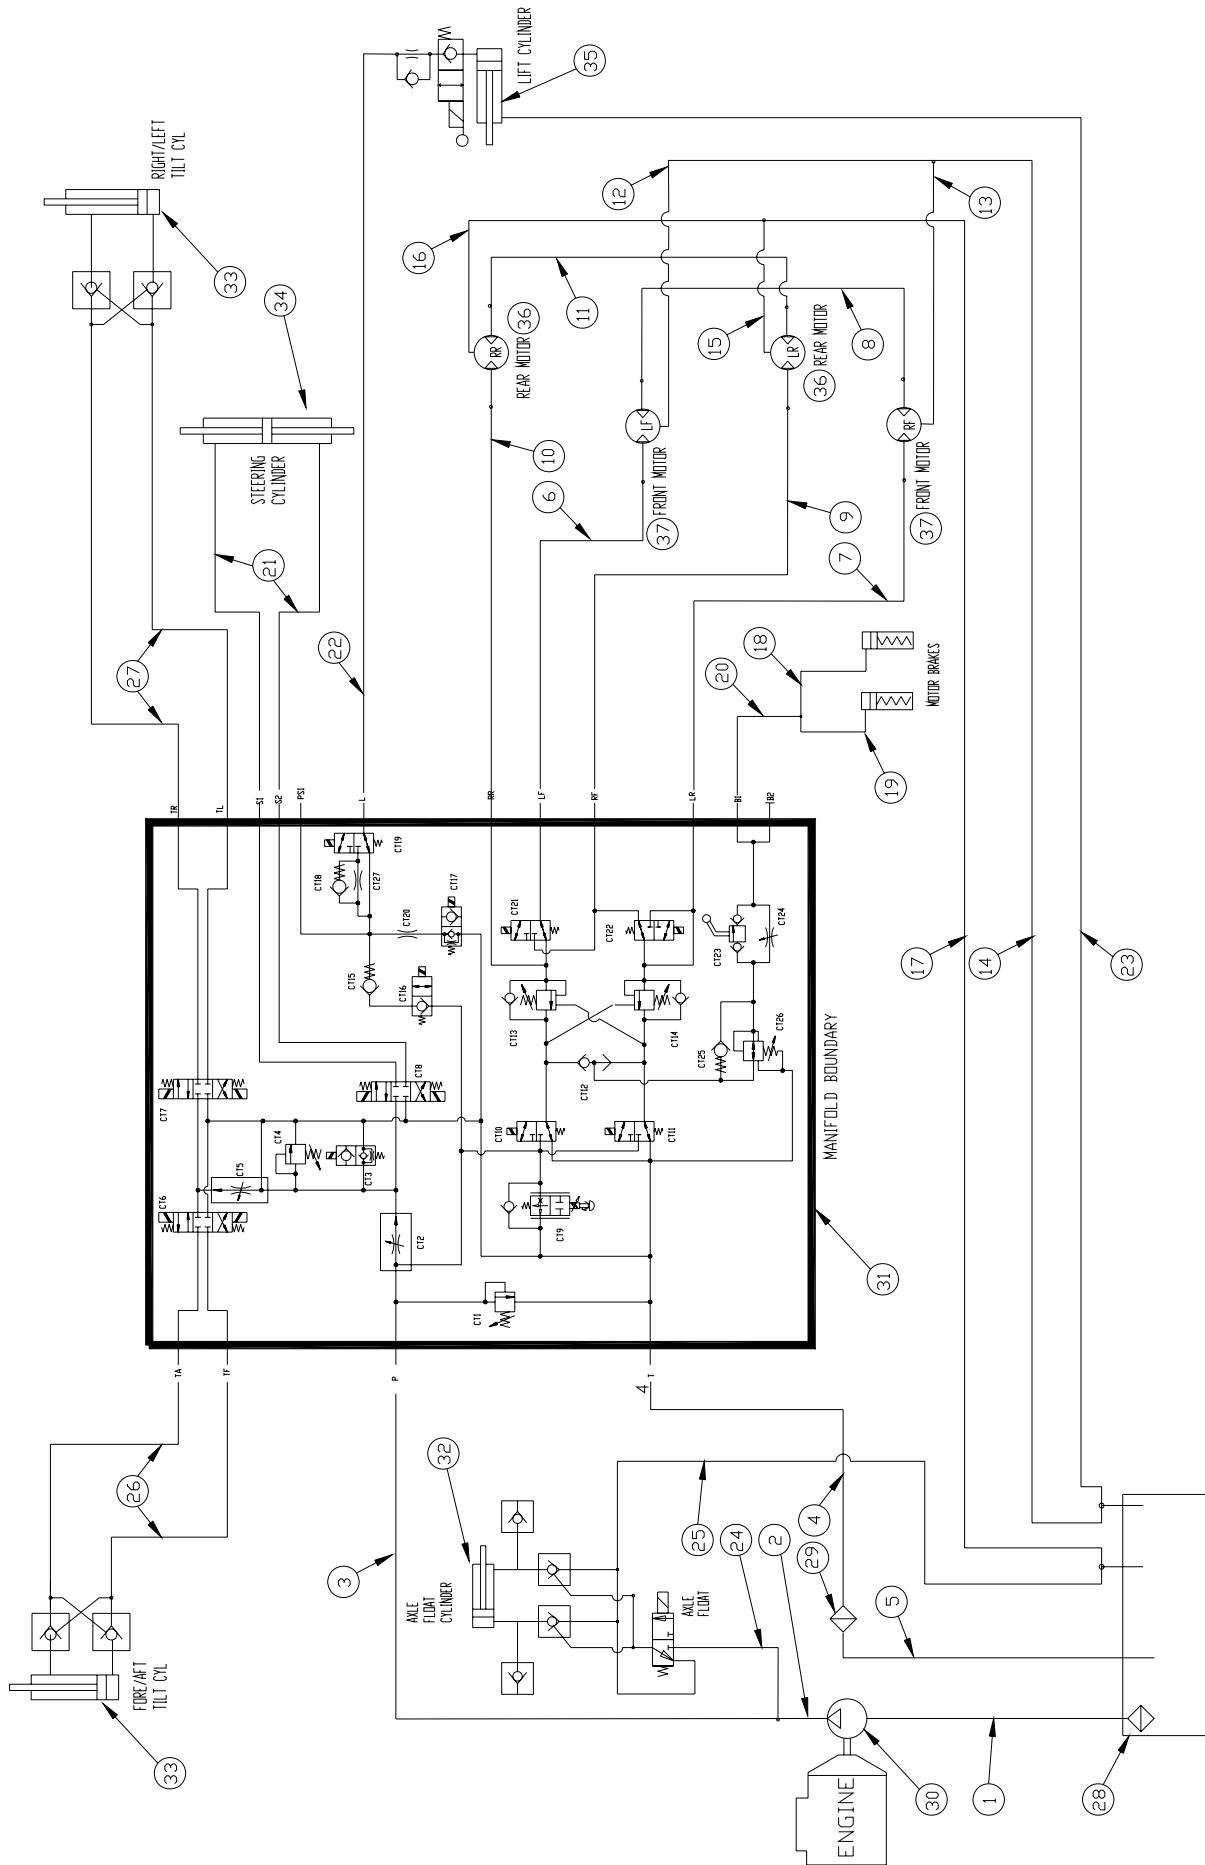 FORE/AFT
TILT CYL
33
26
TA
TF
CT6
CT5
CT7
CT4
CT3
CT8
TR
TL
27
RIGHT/LEFT
TILT CYL
33
S1
S2
21
STEERING
CYLINDER
34
PS1
L
22
LIFT CYLINDER
35
3
P
CT2
CT1
CT15
CT16
CT18
CT27
CT19
CT20
CT17
AXLE
FLOAT
CYLINDER
32
CT9
CT10
CT11
CT12
CT13
CT14
CT21
CT22
RR
LF
RF
LR
10
6
9
7
16
RR
REAR MOTOR
36
11
12
LF
37
FRONT MOTOR
15
LR
36
REAR MOTOR
8
RF
37
FRONT MOTOR
13
AXLE
FLOAT
25
24
4
T
CT25
CT26
CT23
CT24
B1
B2
20
18
19
MOTOR BRAKES
MANIFOLD BOUNDARY
31
2
4
29
5
ENGINE
30
1
28
17
14
23